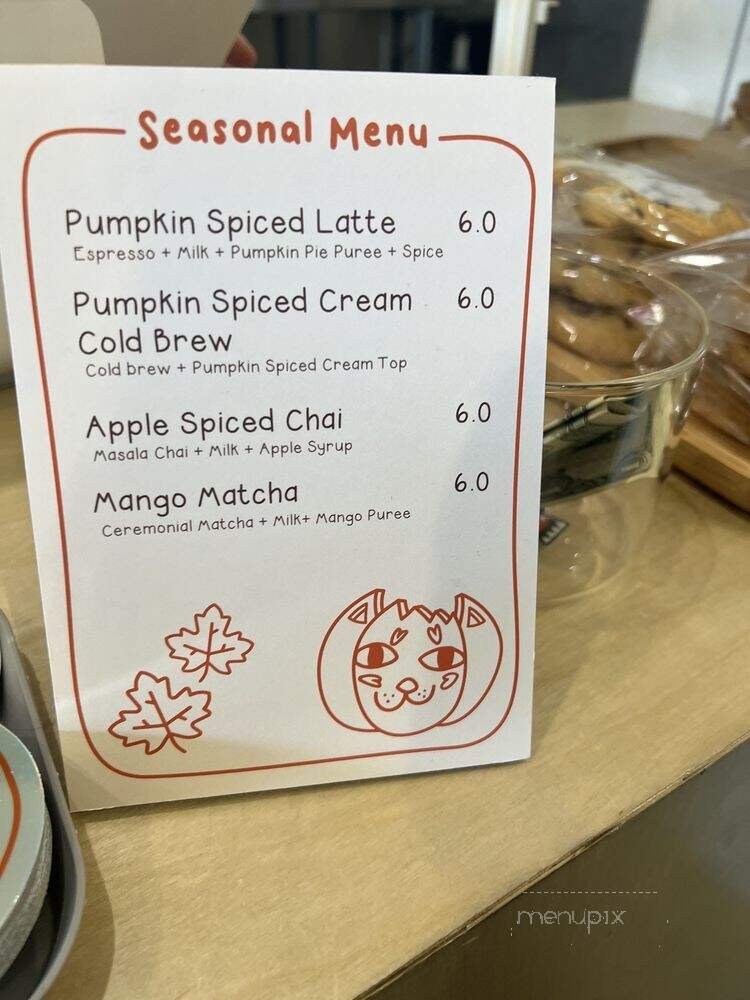 Seasonal Menu
Pumpkin Spiced Latte 6.0
Espresso + Milk + Pumpkin Pie Puree + Spice
Pumpkin Spiced Cream 6.0
Cold Brew
Cold brew + Pumpkin Spiced Cream Top
Apple Spiced Chai 6.0
Masala Chai + Milk + Apple Syrup
Mango Matcha 6.0
Ceremonial Matcha + Milk+ Mango Puree
menupix